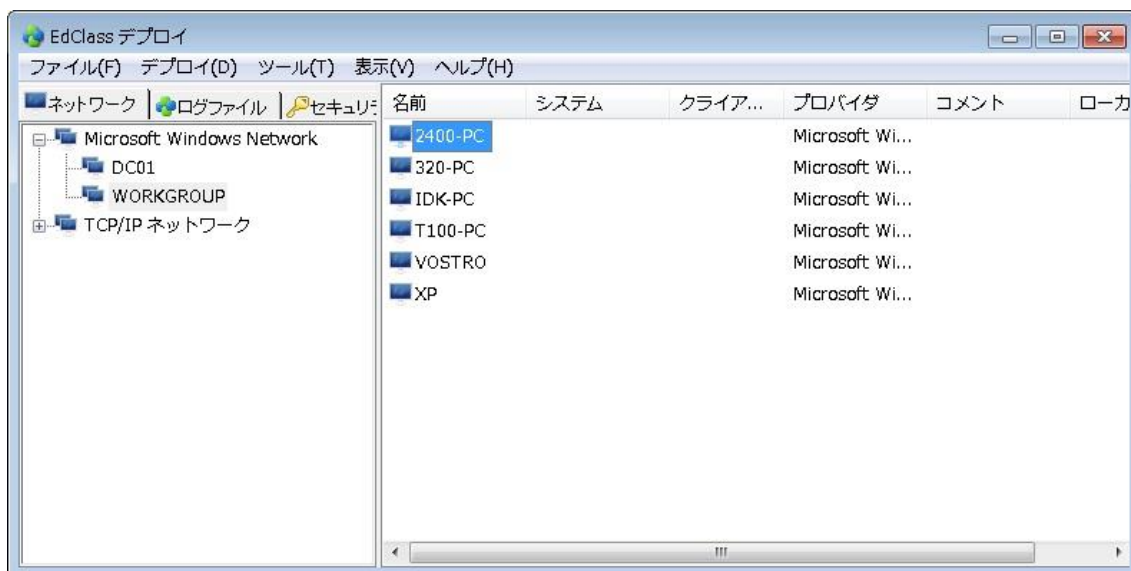 EdClass デプロイ
ファイル(F) デプロイ(D) ツール(T) 表示(V) ヘルプ(H)
ネットワーク ログファイル セキュリ
Microsoft Windows Network
DC01
WORKGROUP
TCP/IP ネットワーク
名前 システム クライア... プロバイダ コメント ローカ
2400-PC Microsoft Wi...
320-PC Microsoft Wi...
IDK-PC Microsoft Wi...
T100-PC Microsoft Wi...
VOSTRO Microsoft Wi...
XP Microsoft Wi...